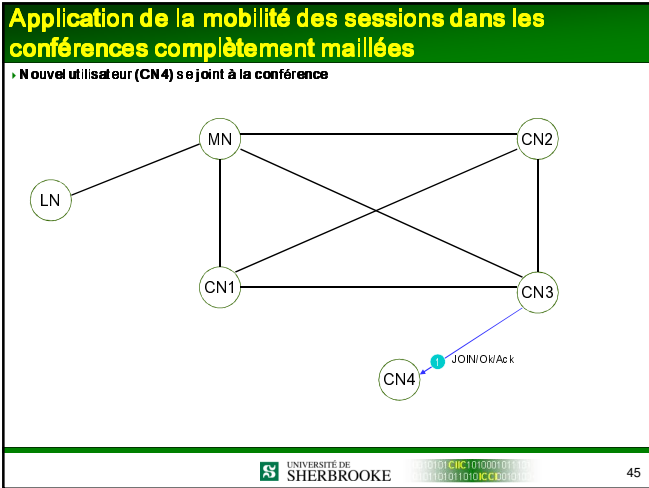 Application de la mobilité des sessions dans les
conférences complètement maillées
Nouvel utilisateur (CN4) se joint à la conférence
MN
CN2
LN
CN1
CN3
1
JOIN/Ok/Ack
CN4
UNIVERSITÉ DE
SHERBROOKE
45